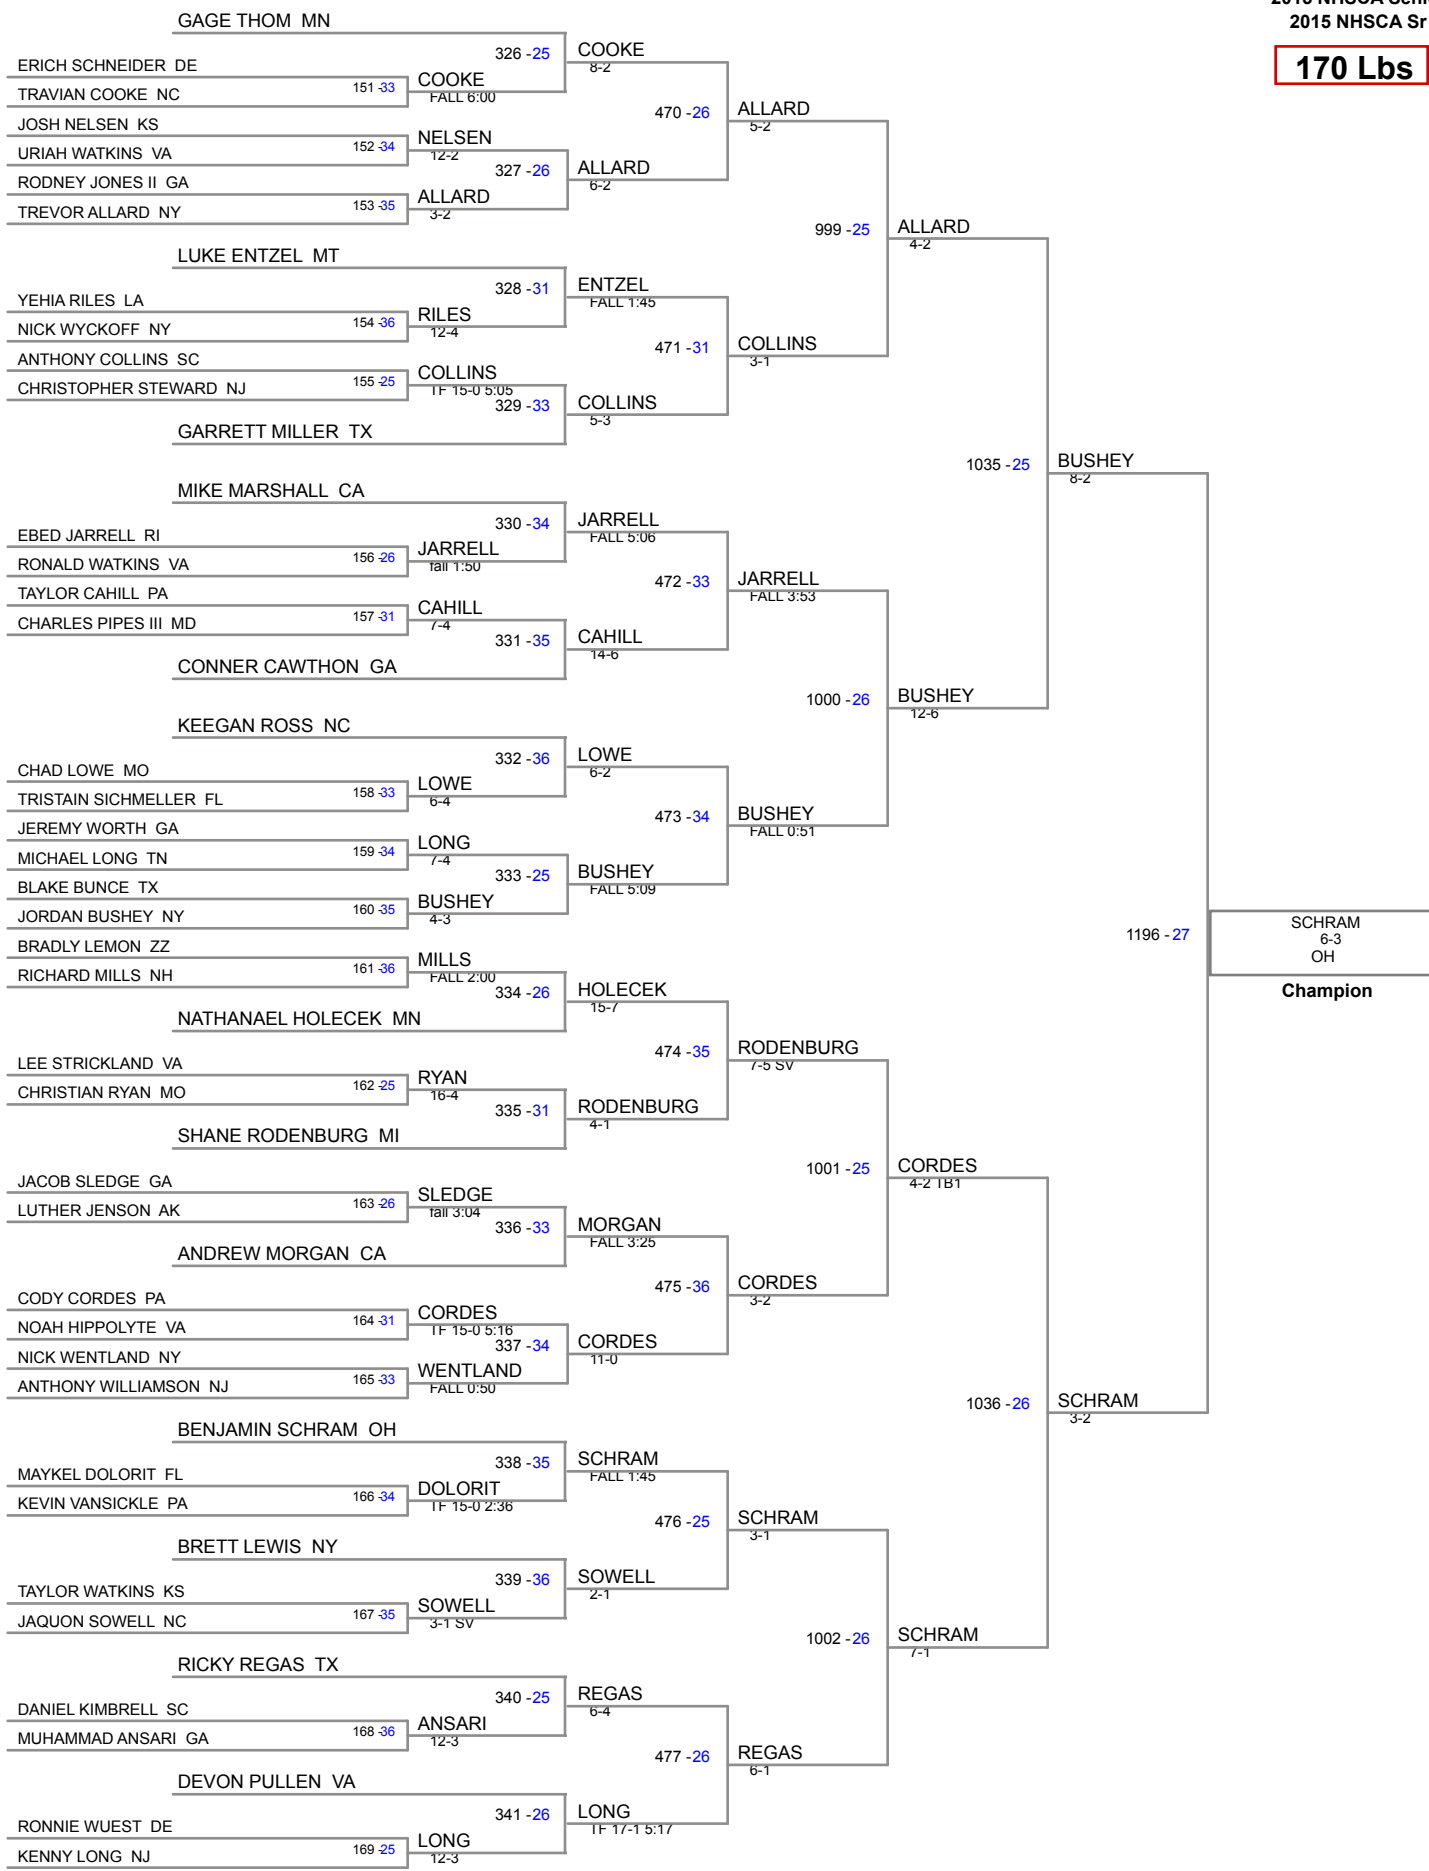 2015 NHSCA Sr
170 Lbs
GAGE THOM MN
326 -25
COOKE
8-2
ERICH SCHNEIDER DE
151 -33
COOKE
FALL 6:00
TRAVIAN COOKE NC
470 -26
ALLARD
5-2
JOSH NELSEN KS
152 -34
NELSEN
12-2
URIAH WATKINS VA
327 -26
ALLARD
6-2
RODNEY JONES II GA
153 -35
ALLARD
3-2
TREVOR ALLARD NY
999 -25
ALLARD
4-2
LUKE ENTZEL MT
328 -31
ENTZEL
FALL 1:45
YEHIA RILES LA
154 -36
RILES
12-4
NICK WYCKOFF NY
471 -31
COLLINS
3-1
ANTHONY COLLINS SC
155 -25
COLLINS
TF 15-0 5:05
CHRISTOPHER STEWARD NJ
329 -33
COLLINS
5-3
GARRETT MILLER TX
1035 -25
BUSHEY
8-2
MIKE MARSHALL CA
330 -34
JARRELL
FALL 5:06
EBED JARRELL RI
156 -26
JARRELL
fall 1:50
RONALD WATKINS VA
472 -33
JARRELL
FALL 3:53
TAYLOR CAHILL PA
157 -31
CAHILL
7-4
CHARLES PIPES III MD
331 -35
CAHILL
14-6
CONNER CAWTHON GA
1000 -26
BUSHEY
12-6
KEEGAN ROSS NC
332 -36
LOWE
6-2
CHAD LOWE MO
158 -33
LOWE
6-4
TRISTAIN SICHMELLER FL
473 -34
BUSHEY
FALL 0:51
JEREMY WORTH GA
159 -34
LONG
7-4
MICHAEL LONG TN
333 -25
BUSHEY
FALL 5:09
BLAKE BUNCE TX
160 -35
BUSHEY
4-3
JORDAN BUSHEY NY
1196 -27
SCHRAM
6-3
OH
Champion
BRADLY LEMON ZZ
161 -36
MILLS
FALL 2:00
RICHARD MILLS NH
334 -26
HOLECEK
15-7
NATHANAEL HOLECEK MN
474 -35
RODENBURG
7-5 SV
LEE STRICKLAND VA
162 -25
RYAN
16-4
CHRISTIAN RYAN MO
335 -31
RODENBURG
4-1
SHANE RODENBURG MI
1001 -25
CORDES
4-2 TB1
JACOB SLEDGE GA
163 -26
SLEDGE
fall 3:04
LUTHER JENSON AK
336 -33
MORGAN
FALL 3:25
ANDREW MORGAN CA
475 -36
CORDES
3-2
CODY CORDES PA
164 -31
CORDES
TF 15-0 5:16
NOAH HIPPOLYTE VA
337 -34
CORDES
11-0
NICK WENTLAND NY
165 -33
WENTLAND
FALL 0:50
ANTHONY WILLIAMSON NJ
1036 -26
SCHRAM
3-2
BENJAMIN SCHRAM OH
338 -35
SCHRAM
FALL 1:45
MAYKEL DOLORIT FL
166 -34
DOLORIT
TF 15-0 2:36
KEVIN VANSICKLE PA
476 -25
SCHRAM
3-1
BRETT LEWIS NY
339 -36
SOWELL
2-1
TAYLOR WATKINS KS
167 -35
SOWELL
3-1 SV
JAQUON SOWELL NC
1002 -26
SCHRAM
7-1
RICKY REGAS TX
340 -25
REGAS
6-4
DANIEL KIMBRELL SC
168 -36
ANSARI
12-3
MUHAMMAD ANSARI GA
477 -26
REGAS
6-1
DEVON PULLEN VA
341 -26
LONG
TF 17-1 5:17
RONNIE WUEST DE
169 -25
LONG
12-3
KENNY LONG NJ